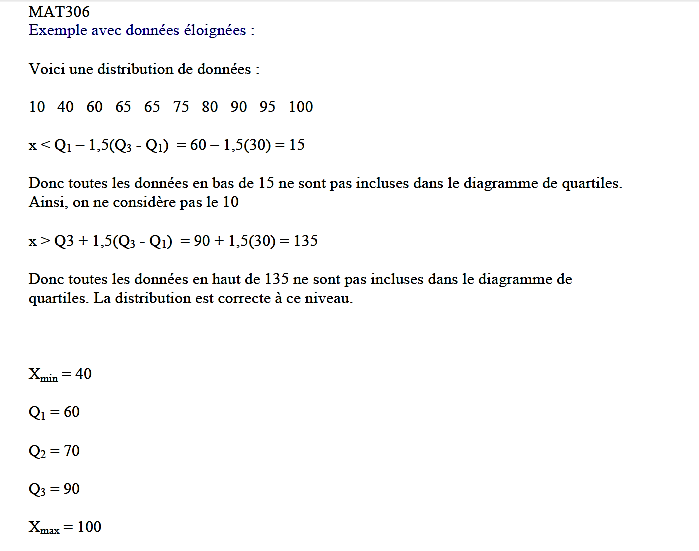 MAT306
Exemple avec données éloignées :
Voici une distribution de données :
10 40 60 65 65 75 80 90 95 100
x < Q₁ – 1,5(Q₃ - Q₁) = 60 – 1,5(30) = 15
Donc toutes les données en bas de 15 ne sont pas incluses dans le diagramme de quartiles.
Ainsi, on ne considère pas le 10
x > Q3 + 1,5(Q₃ - Q₁) = 90 + 1,5(30) = 135
Donc toutes les données en haut de 135 ne sont pas incluses dans le diagramme de
quartiles. La distribution est correcte à ce niveau.
Xmin = 40
Q₁ = 60
Q₂ = 70
Q₃ = 90
Xmax = 100